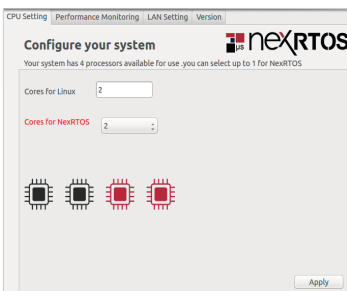 CPU Setting Performance Monitoring LAN Setting Version
Configure your system
µs neXRTOS
Your system has 4 processors available for use .you can select up to 1 for NexRTOS
Cores for Linux 2
Cores for NexRTOS 2
Apply